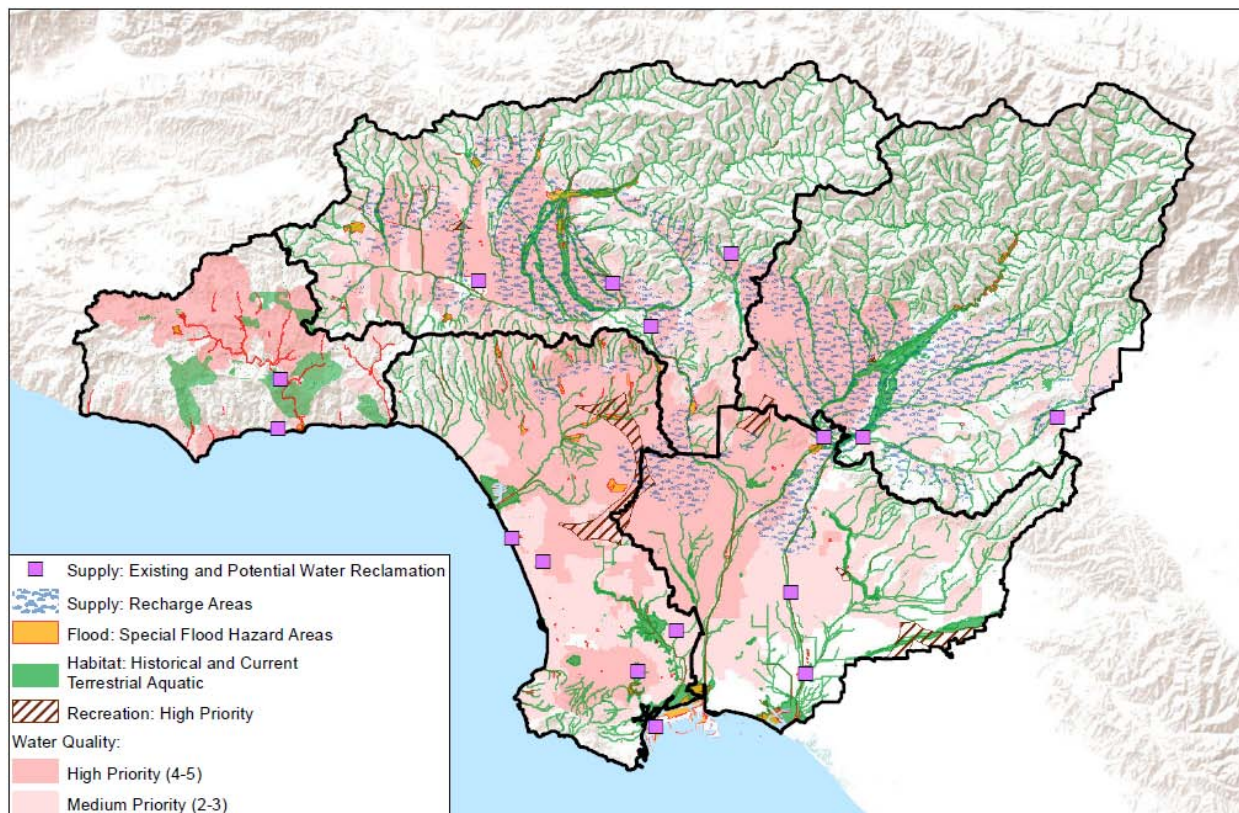 Supply: Existing and Potential Water Reclamation
Supply: Recharge Areas
Flood: Special Flood Hazard Areas
Habitat: Historical and Current
Terrestrial Aquatic
Recreation: High Priority
Water Quality:
High Priority (4-5)
Medium Priority (2-3)